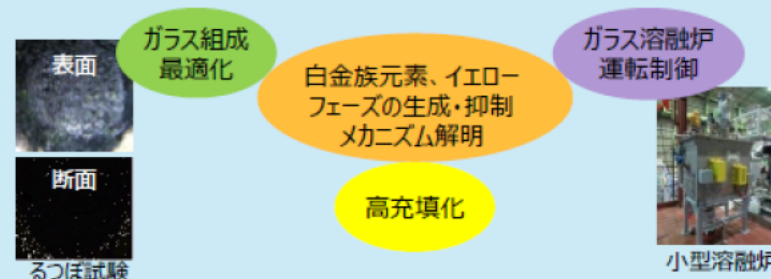 表面
ガラス組成
最適化
白金族元素、イエロー
フェーズの生成・抑制
メカニズム解明
ガラス溶融炉
運転制御
断面
高充填化
るつぼ試験
小型溶融炉